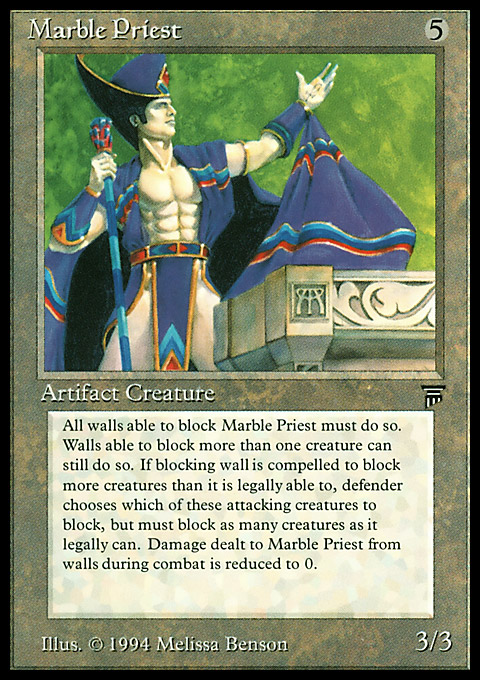 Marble Priest 5
Artifact Creature
All walls able to block Marble Priest must do so.
Walls able to block more than one creature can
still do so. If blocking wall is compelled to block
more creatures than it is legally able to, defender
chooses which of these attacking creatures to
block, but must block as many creatures as it
legally can. Damage dealt to Marble Priest from
walls during combat is reduced to 0.
Illus. © 1994 Melissa Benson 3/3